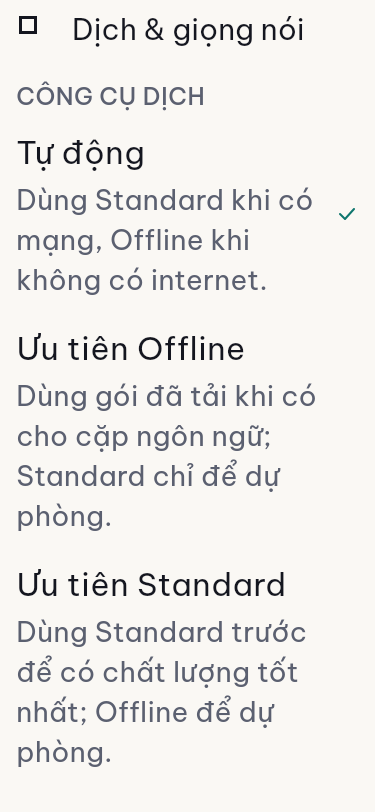 Dịch & giọng nói
CÔNG CỤ DỊCH
Tự động
Dùng Standard khi có
mạng, Offline khi
không có internet.
Ưu tiên Offline
Dùng gói đã tải khi có
cho cặp ngôn ngữ;
Standard chỉ để dự
phòng.
Ưu tiên Standard
Dùng Standard trước
để có chất lượng tốt
nhất; Offline để dự
phòng.